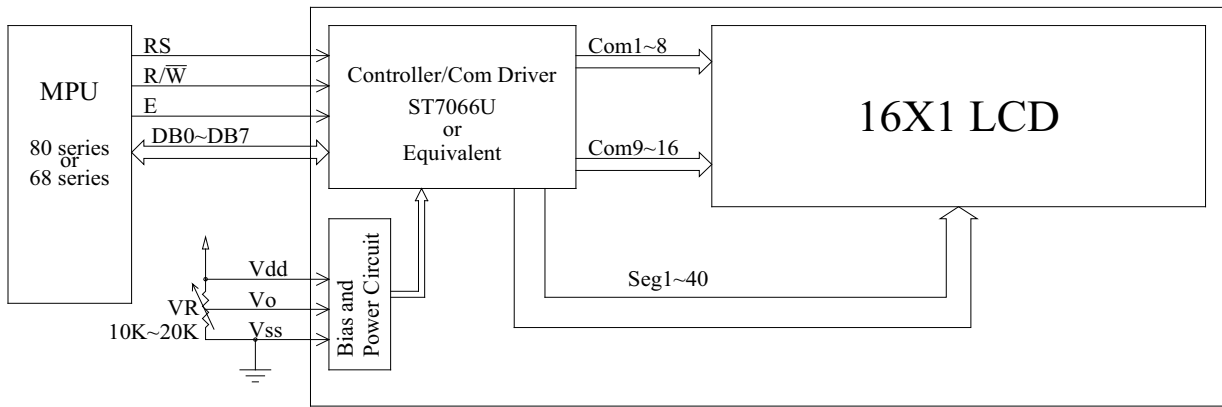 MPU
80 series
or
68 series
RS
R/W̅
E
DB0~DB7
Controller/Com Driver
ST7066U
or
Equivalent
Com1~8
Com9~16
16X1 LCD
Seg1~40
Bias and
Power Circuit
Vdd
Vo
Vss
VR
10K~20K